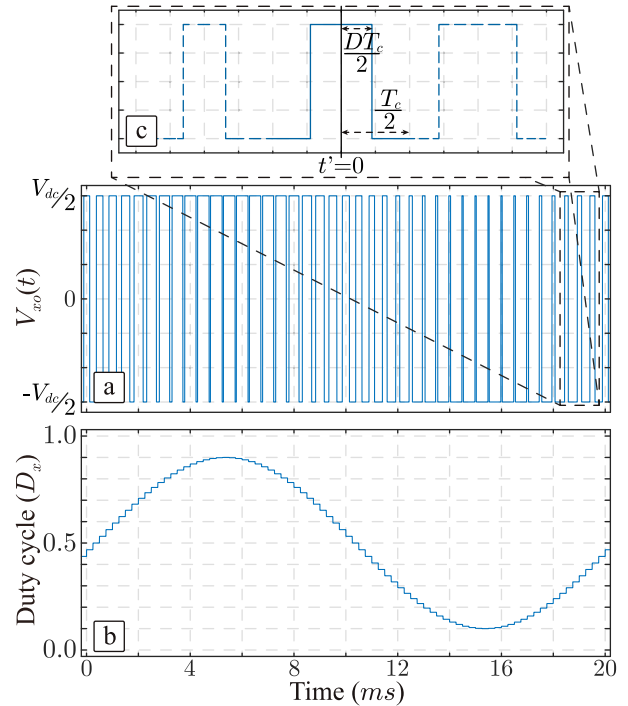 DT_c
2
T_c
2
c
t'=0
V_dc/2
0
-V_dc/2
V_xo(t)
a
1.0
0.5
0.0
Duty cycle (D_x)
b
0 4 8 12 16 20
Time (ms)